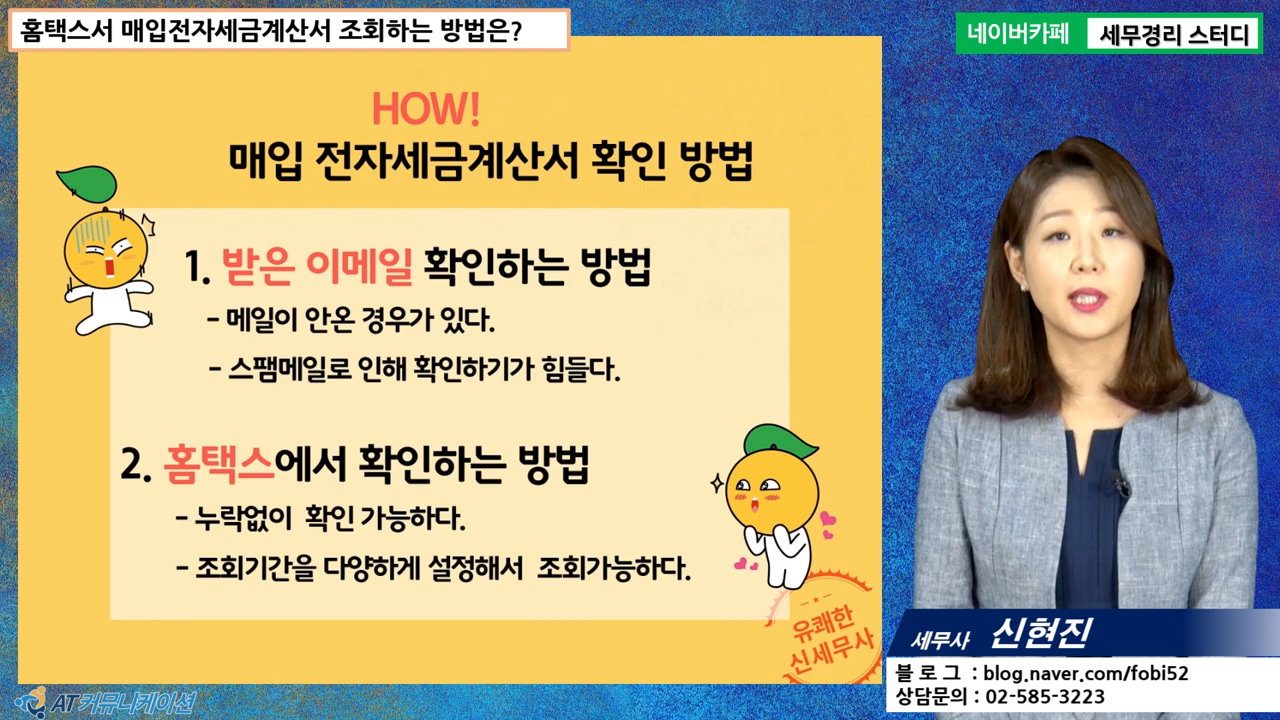 홈택스서 매입전자세금계산서 조회하는 방법은?
네이버카페 세무경리 스터디
HOW!
매입 전자세금계산서 확인 방법
1. 받은 이메일 확인하는 방법
- 메일이 안온 경우가 있다.
- 스팸메일로 인해 확인하기가 힘들다.
2. 홈택스에서 확인하는 방법
- 누락없이 확인 가능하다.
- 조회기간을 다양하게 설정해서 조회가능하다.
유쾌한
신세무사
세무사 신현진
블로그 : blog.naver.com/fobi52
상담문의 : 02-585-3223
AT커뮤니케이션